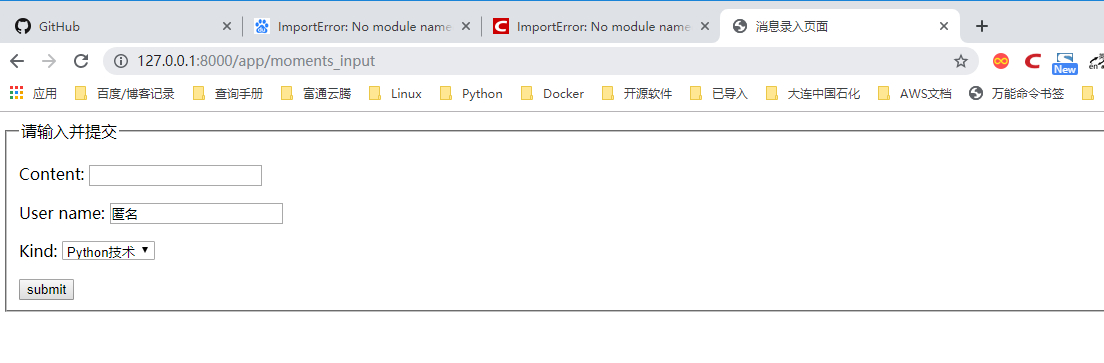 GitHub ImportError: No module name ImportError: No module name 消息录入页面
127.0.0.1:8000/app/moments_input New en
应用 百度/博客记录 查询手册 富通云腾 Linux Python Docker 开源软件 已导入 大连中国石化 AWS文档 万能命令书签
请输入并提交
Content:
User name: 匿名
Kind: Python技术
submit